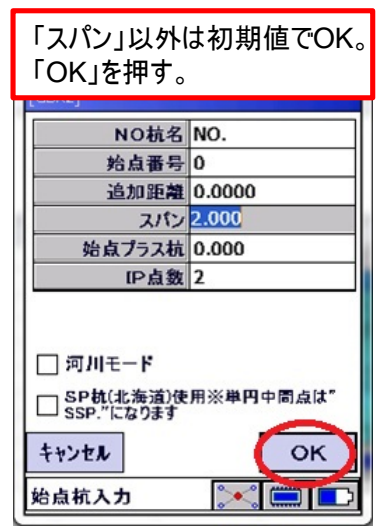 「スパン」以外は初期値でOK。
「OK」を押す。
NO杭名 NO.
始点番号 0
追加距離 0.0000
スパン 2.000
始点プラス杭 0.000
IP点数 2
河川モード
SP杭(北海道)使用※単円中間点は”
SSP.”になります
キャンセル OK
始点杭入力